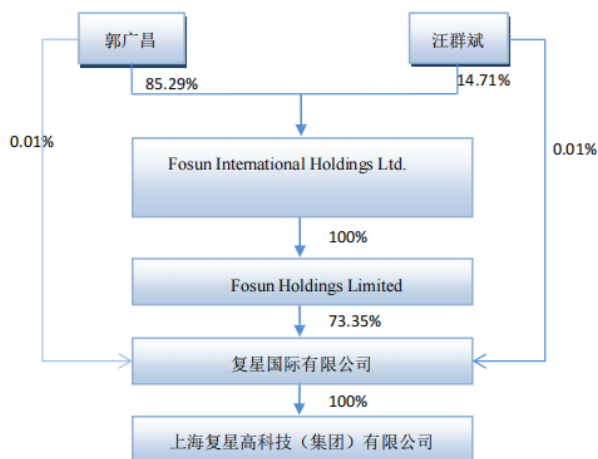 郭广昌
汪群斌
85.29%
14.71%
0.01%
0.01%
Fosun International Holdings Ltd.
100%
Fosun Holdings Limited
73.35%
复星国际有限公司
100%
上海复星高科技（集团）有限公司